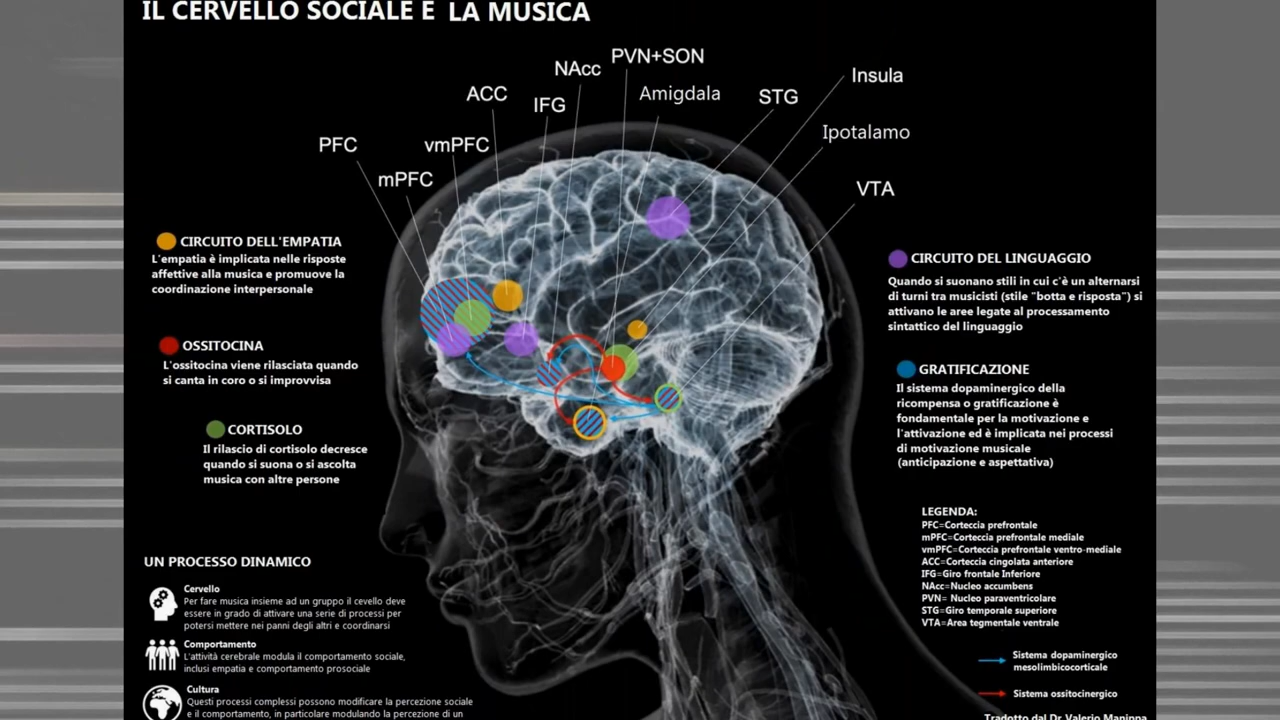 IL CERVELLO SOCIALE E LA MUSICA
PVN+SON
NAcc
Insula
ACC
IFG
Amigdala
STG
Ipotalamo
PFC
vmPFC
mPFC
VTA
CIRCUITO DELL'EMPATIA
L'empatia è implicata nelle risposte
affettive alla musica e promuove la
coordinazione interpersonale
OSSITOCINA
L'ossitocina viene rilasciata quando
si canta in coro o si improvvisa
CORTISOLO
Il rilascio di cortisolo decresce
quando si suona o si ascolta
musica con altre persone
CIRCUITO DEL LINGUAGGIO
Quando si suonano stili in cui c'è un alternarsi
di turni tra musicisti (stile "botta e risposta") si
attivano le aree legate al processamento
sintattico del linguaggio
GRATIFICAZIONE
Il sistema dopaminergico della
ricompensa o gratificazione è
fondamentale per la motivazione e
l'attivazione ed è implicata nei processi
di motivazione musicale
(anticipazione e aspettativa)
UN PROCESSO DINAMICO
Cervello
Per fare musica insieme ad un gruppo il cevello deve
essere in grado di attivare una serie di processi per
potersi mettere nei panni degli altri e coordinarsi
Comportamento
L'attività cerebrale modula il comportamento sociale,
inclusi empatia e comportamento prosociale
Cultura
Questi processi complessi possono modificare la percezione sociale
e il comportamento, in particolare modulando la percezione di un
LEGENDA:
PFC=Corteccia prefrontale
mPFC=Corteccia prefrontale mediale
vmPFC=Corteccia prefrontale ventro-mediale
ACC=Corteccia cingolata anteriore
IFG=Giro frontale Inferiore
NAcc=Nucleo accumbens
PVN= Nucleo paraventricolare
STG=Giro temporale superiore
VTA=Area tegmentale ventrale
Sistema dopaminergico
mesolimbicocorticale
Sistema ossitocinergico
Tradotto dal Dr Valerio Manippa